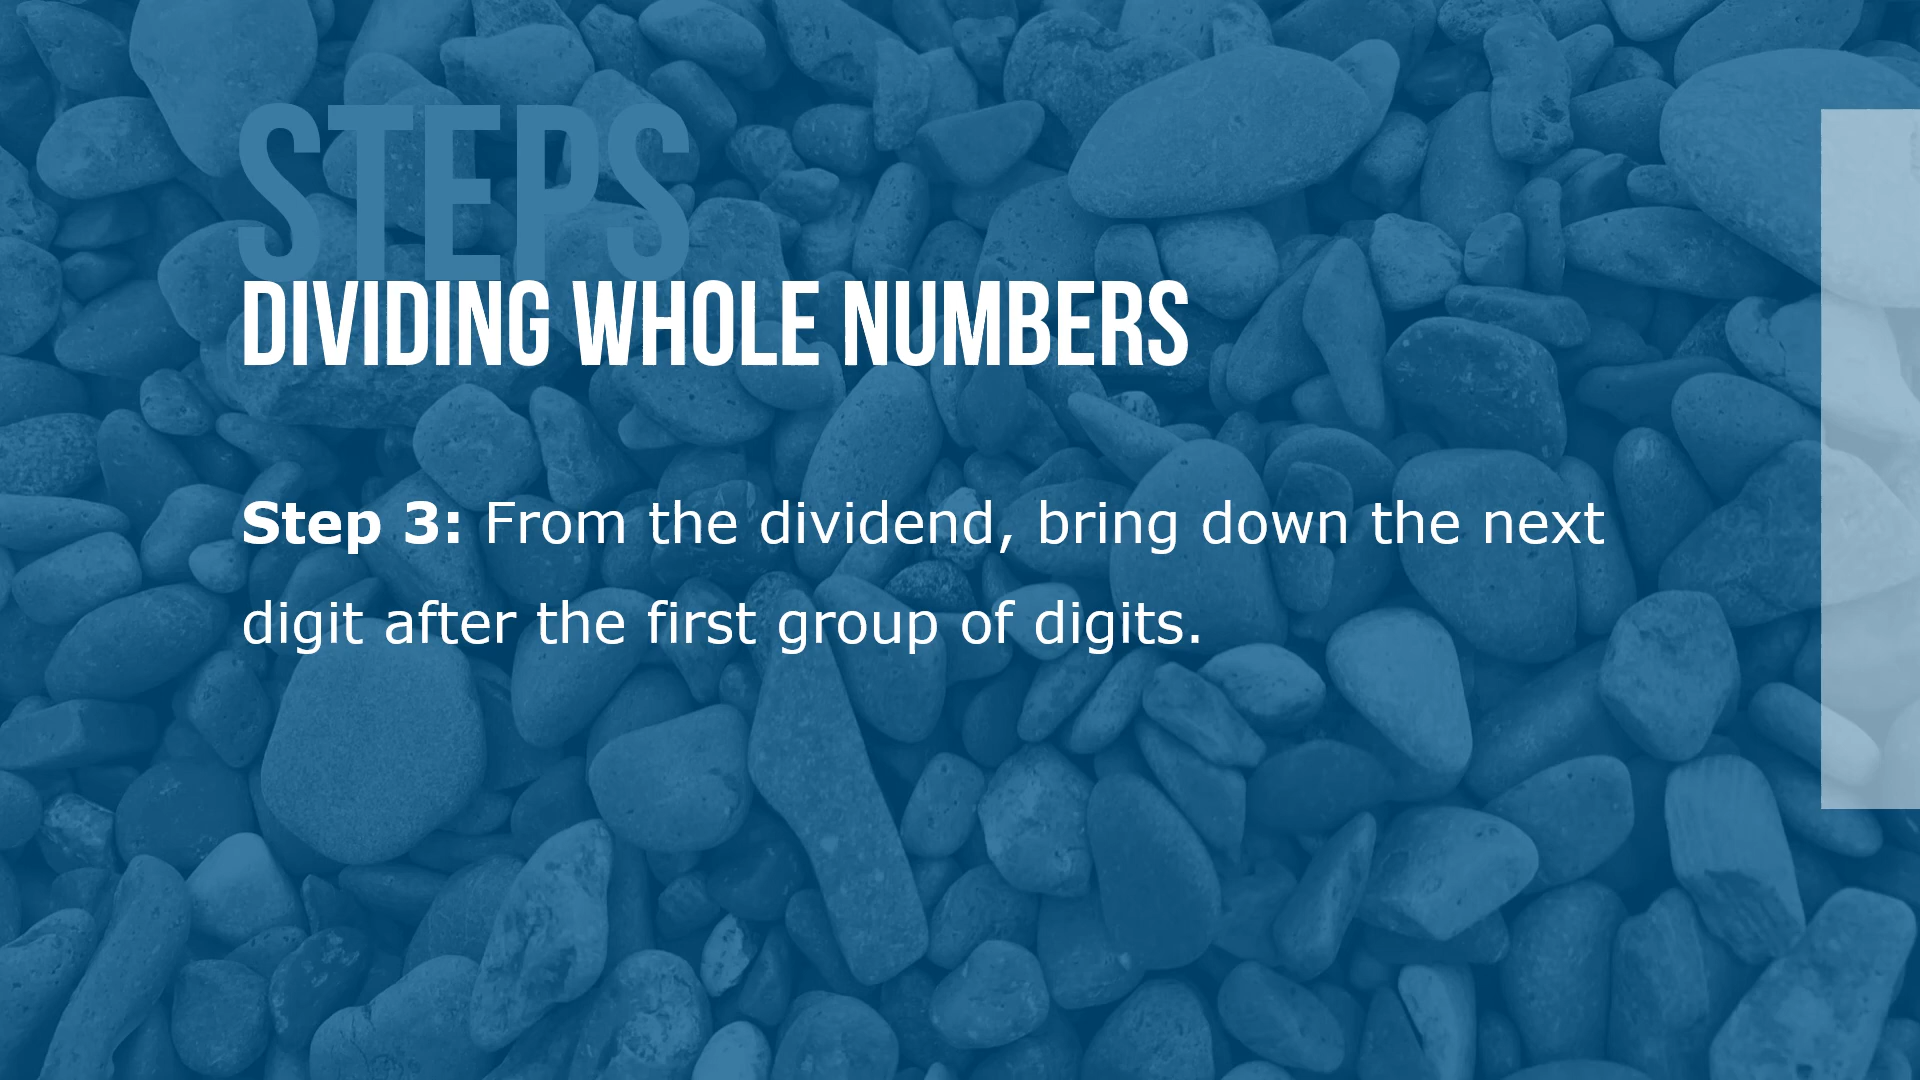 STEPS
DIVIDING WHOLE NUMBERS
Step 3: From the dividend, bring down the next
digit after the first group of digits.